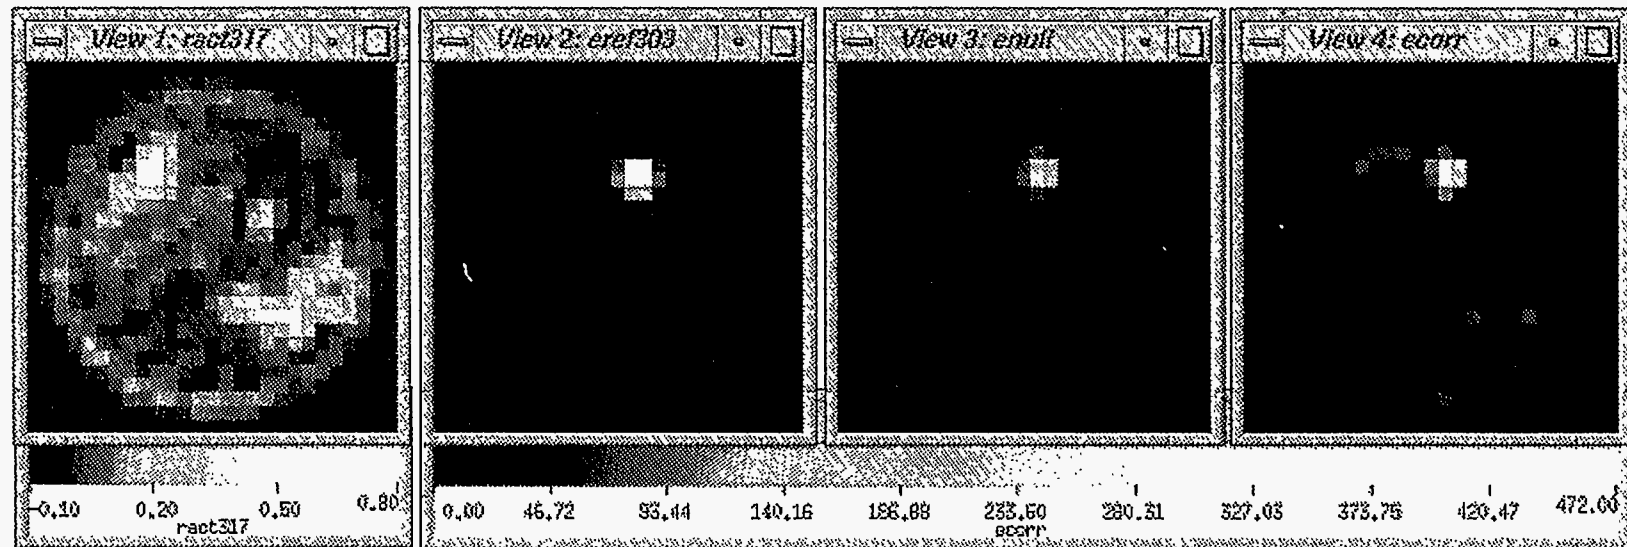 View 1: ract317
View 2: eref303
View 3: enull
View 4: ecorr
-0.10 0.20 0.50 0.80
ract317
0.00 46.72 93.44 140.16 186.88 233.60 280.31 327.03 373.75 420.47 472.00
ecorr